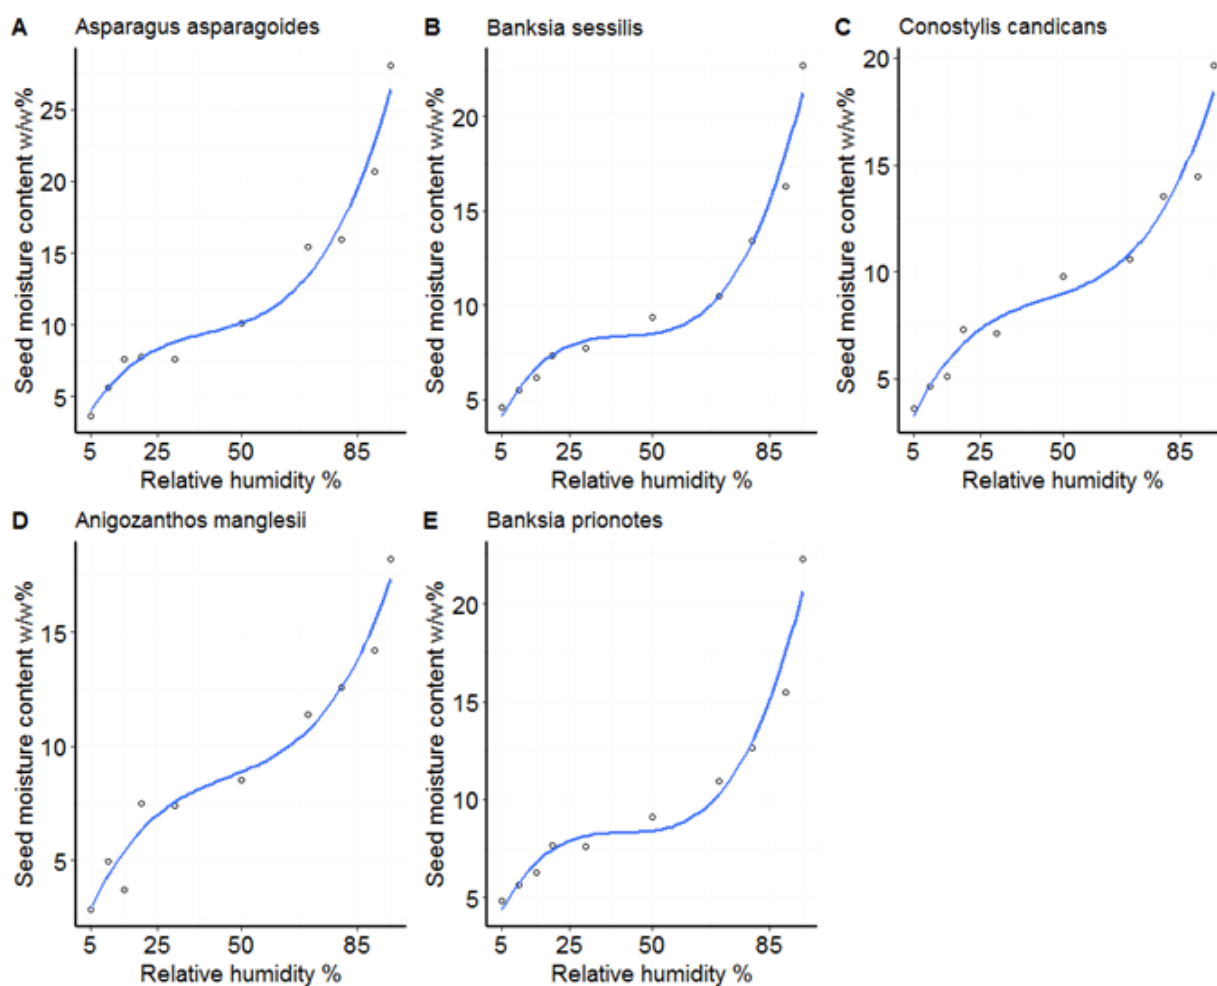 A Asparagus asparagoides
Seed moisture content w/w%
25
20
15
10
5
5 25 50 85
Relative humidity %
B Banksia sessilis
Seed moisture content w/w%
20
15
10
5
5 25 50 85
Relative humidity %
C Conostylis candicans
Seed moisture content w/w%
20
15
10
5
5 25 50 85
Relative humidity %
D Anigozanthos manglesii
Seed moisture content w/w%
15
10
5
5 25 50 85
Relative humidity %
E Banksia prionotes
Seed moisture content w/w%
20
15
10
5
5 25 50 85
Relative humidity %